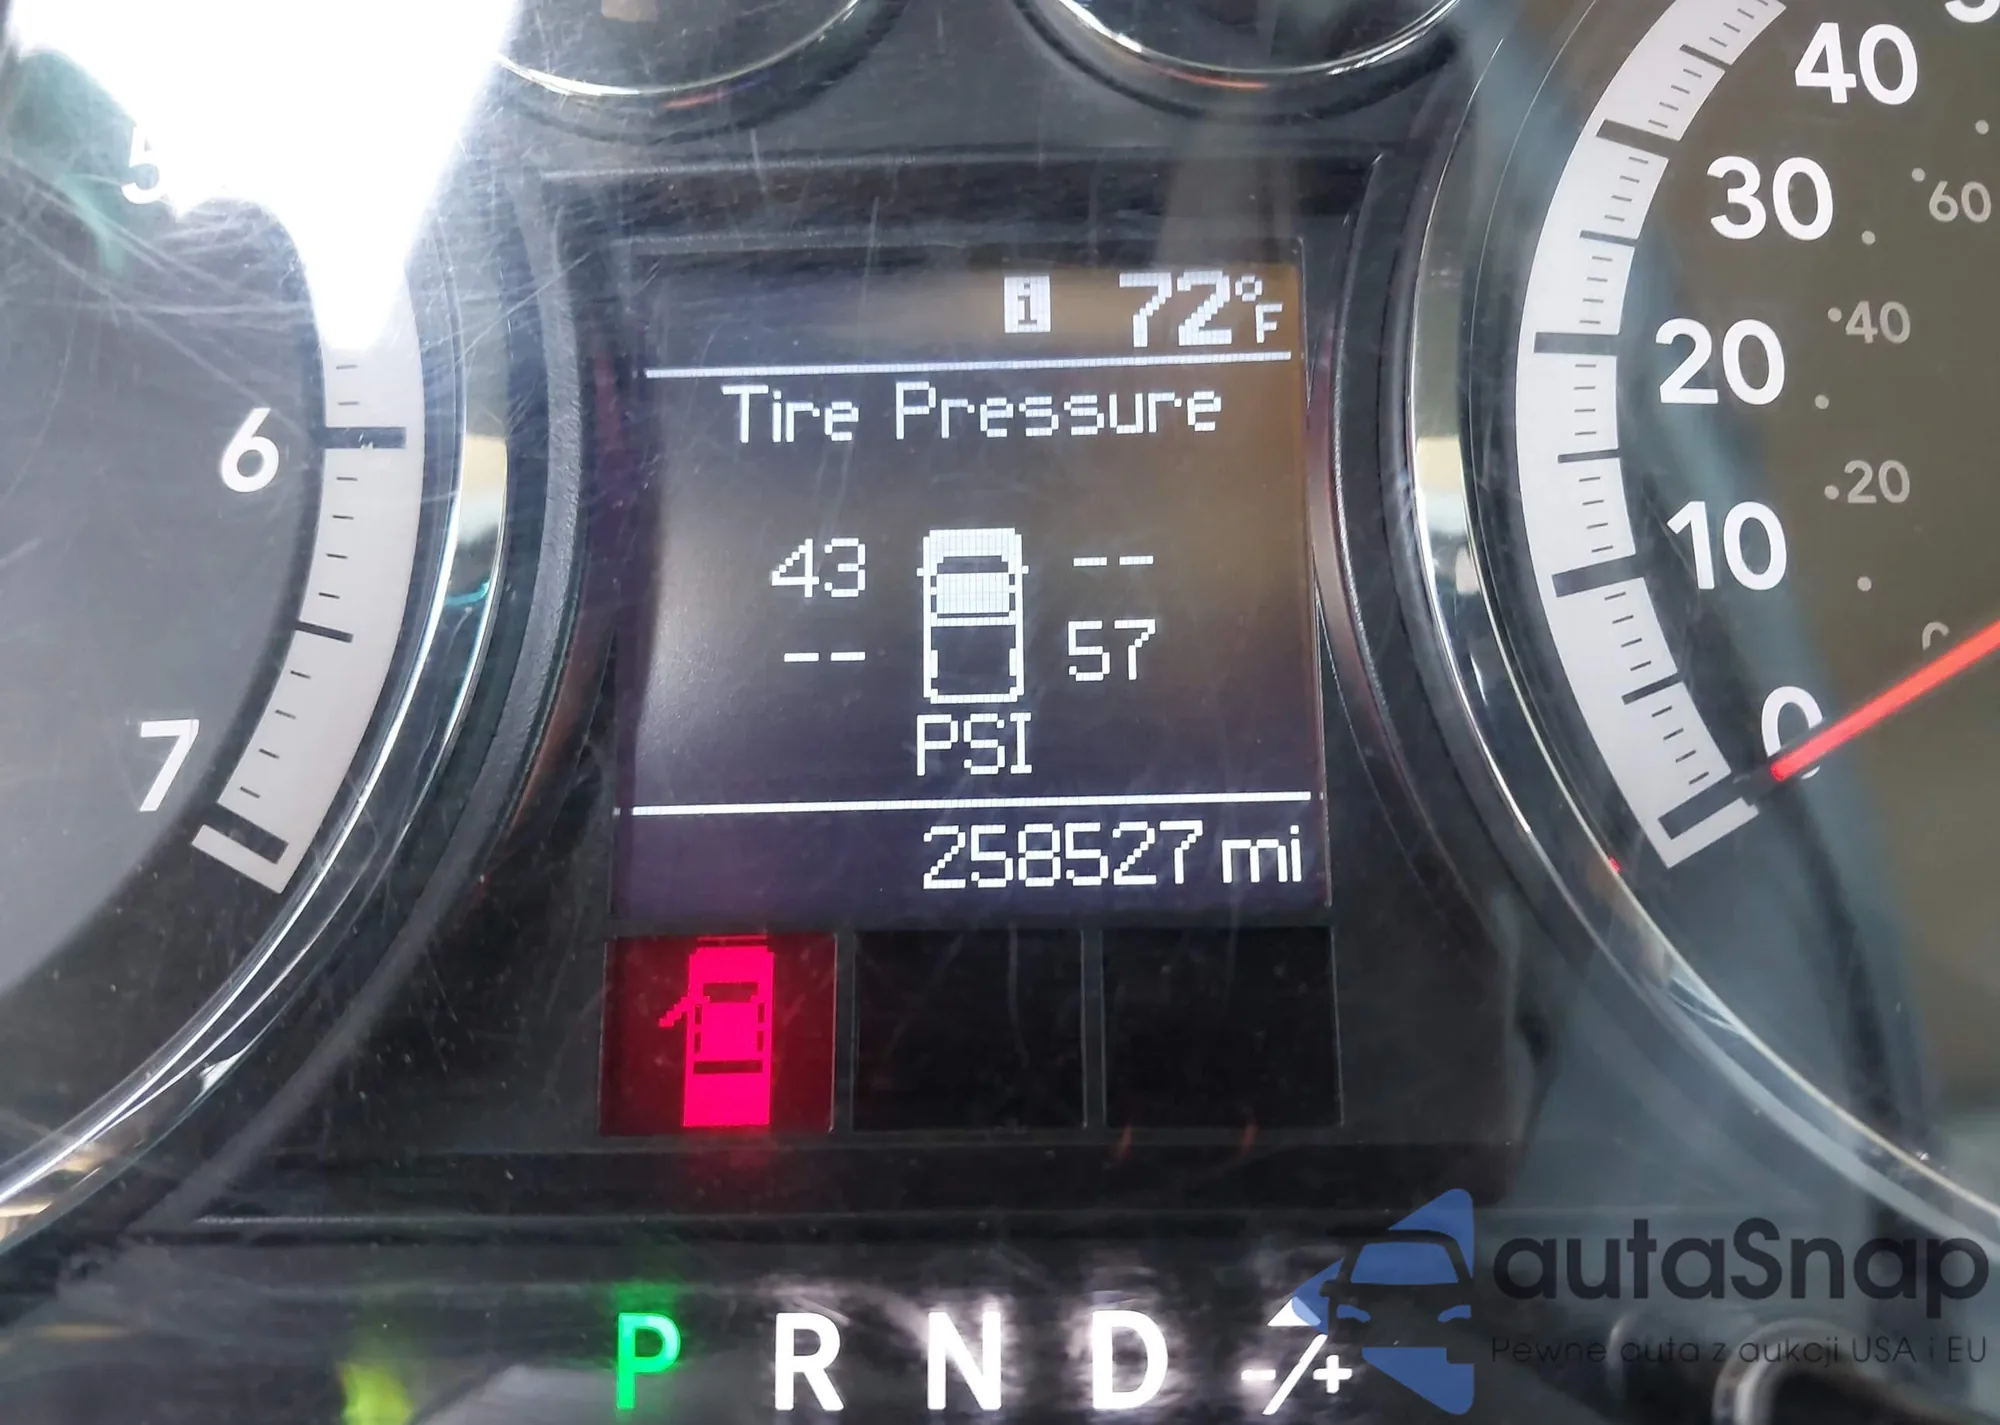 i 72°F
Tire Pressure
43 --
-- 57
PSI
258527 mi
6
7
40
30
20
10
0
60
40
20
0
P R N D -/+
autaSnap
Pewne auta z aukcji USA i EU